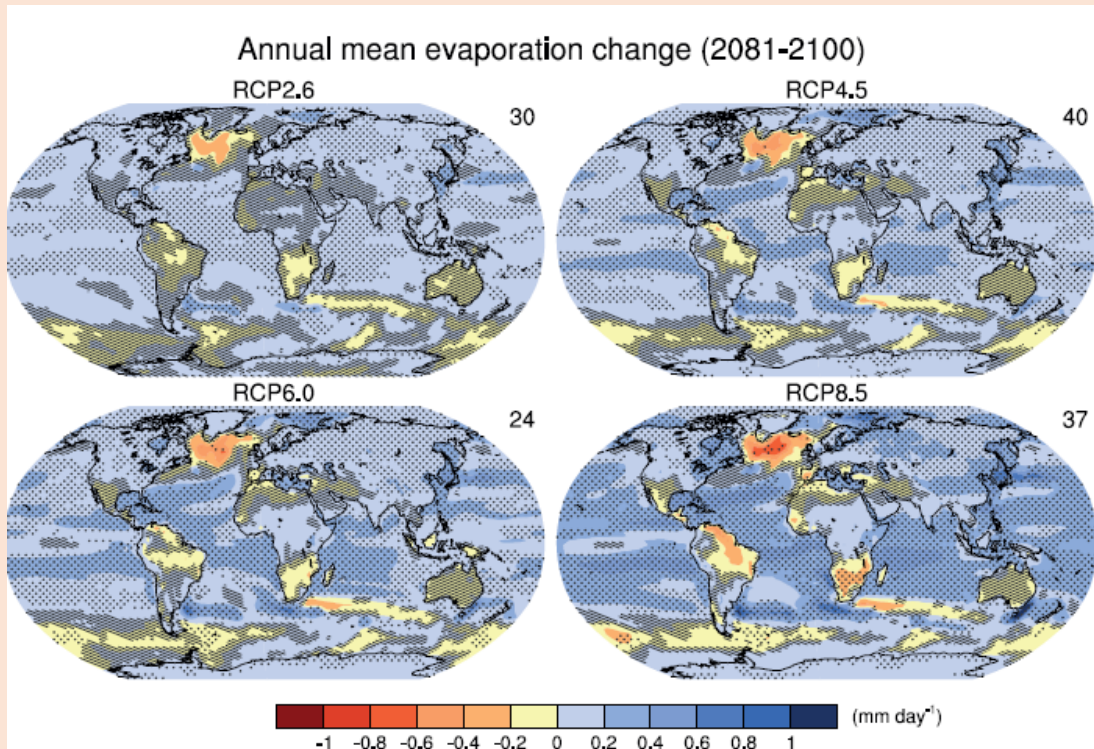 Annual mean evaporation change (2081-2100)
RCP2.6
30
RCP4.5
40
RCP6.0
24
RCP8.5
37
-1 -0.8 -0.6 -0.4 -0.2 0 0.2 0.4 0.6 0.8 1 (mm day⁻¹)